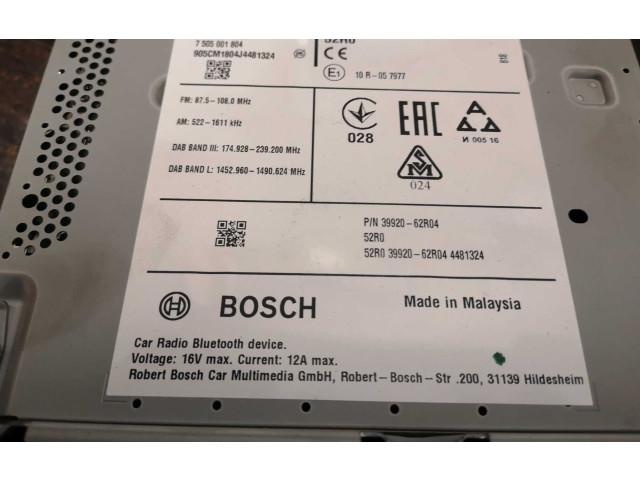 7 505 001 804
905CM1804J4481324
52R0
CE
E1 10 R-05 7977
FM: 87.5-108.0 MHz
AM: 522-1611 kHz
DAB BAND III: 174.928-239.200 MHz
DAB BAND L: 1452.960-1490.624 MHz
028
EAC
И 005 16
024
P/N 39920-62R04
52R0
52R0 39920-62R04 4481324
BOSCH
Made in Malaysia
Car Radio Bluetooth device.
Voltage: 16V max. Current: 12A max.
Robert Bosch Car Multimedia GmbH, Robert-Bosch-Str .200, 31139 Hildesheim